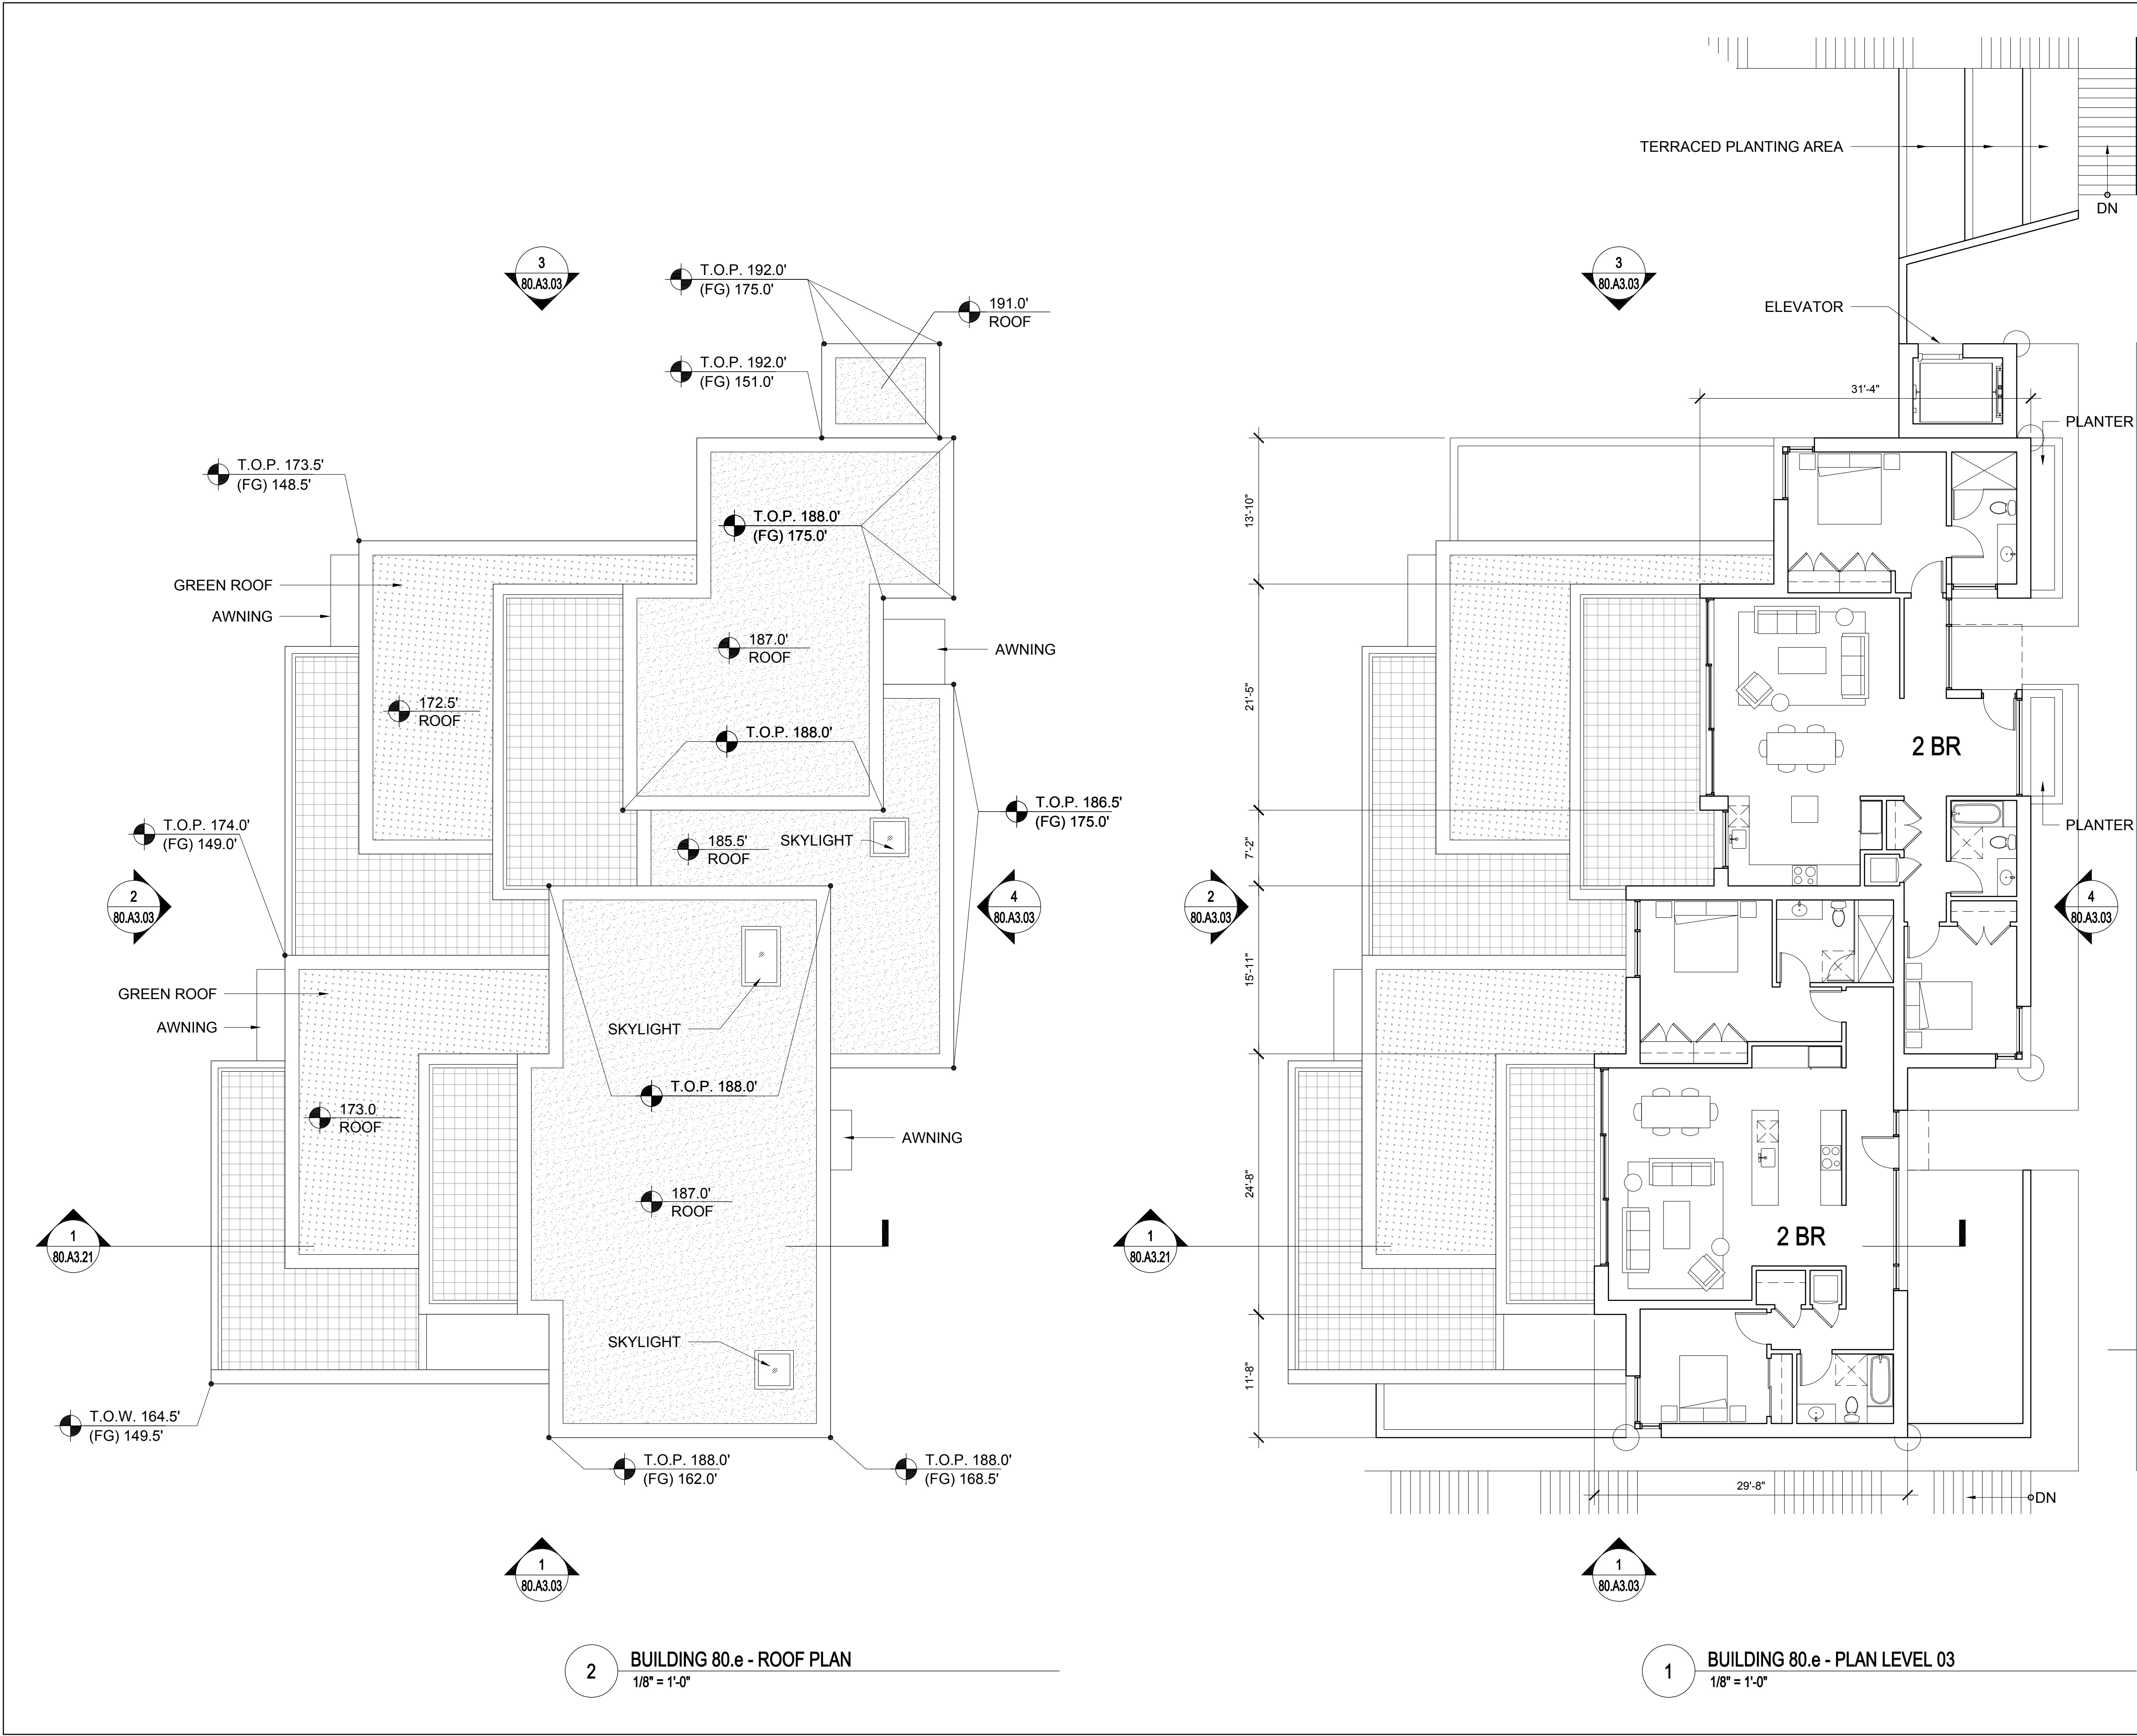 3
80.A3.03
T.O.P. 192.0'
(FG) 175.0'
191.0'
ROOF
T.O.P. 192.0'
(FG) 151.0'
T.O.P. 173.5'
(FG) 148.5'
T.O.P. 188.0'
(FG) 175.0'
GREEN ROOF
AWNING
187.0'
ROOF
AWNING
172.5'
ROOF
T.O.P. 188.0'
T.O.P. 186.5'
(FG) 175.0'
T.O.P. 174.0'
(FG) 149.0'
185.5'
ROOF
SKYLIGHT
2
80.A3.03
4
80.A3.03
GREEN ROOF
AWNING
SKYLIGHT
T.O.P. 188.0'
173.0
ROOF
AWNING
187.0'
ROOF
1
80.A3.21
SKYLIGHT
T.O.W. 164.5'
(FG) 149.5'
T.O.P. 188.0'
(FG) 162.0'
T.O.P. 188.0'
(FG) 168.5'
1
80.A3.03
2
BUILDING 80.e - ROOF PLAN
1/8" = 1'-0"
TERRACED PLANTING AREA
DN
3
80.A3.03
ELEVATOR
31'-4"
PLANTER
13'-10"
21'-5"
2 BR
PLANTER
7'-2"
2
80.A3.03
4
80.A3.03
15'-11"
24'-8"
2 BR
1
80.A3.21
11'-8"
29'-8"
DN
1
80.A3.03
1
BUILDING 80.e - PLAN LEVEL 03
1/8" = 1'-0"